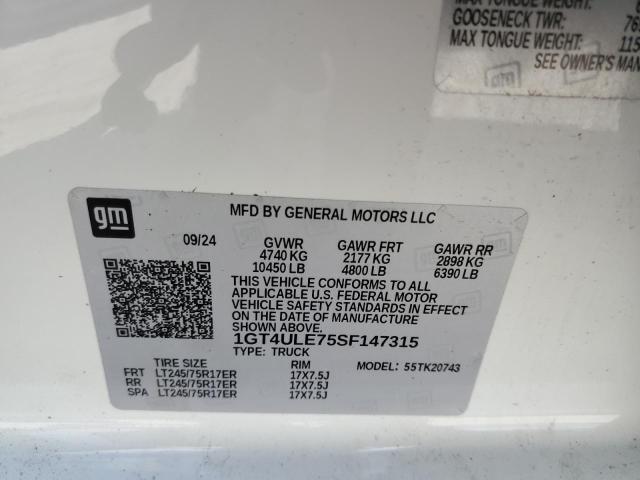 MAX TONGUE WEIGHT:
GOOSENECK TWR: 765
MAX TONGUE WEIGHT: 115
SEE OWNER'S MAN
gm
gm
MFD BY GENERAL MOTORS LLC
09/24 GVWR GAWR FRT GAWR RR
4740 KG 2177 KG 2898 KG
10450 LB 4800 LB 6390 LB
THIS VEHICLE CONFORMS TO ALL
APPLICABLE U.S. FEDERAL MOTOR
VEHICLE SAFETY STANDARDS IN EFFECT
ON THE DATE OF MANUFACTURE
SHOWN ABOVE.
1GT4ULE75SF147315
TYPE: TRUCK MODEL: 55TK20743
TIRE SIZE RIM
FRT LT245/75R17ER 17X7.5J
RR LT245/75R17ER 17X7.5J
SPA LT245/75R17ER 17X7.5J